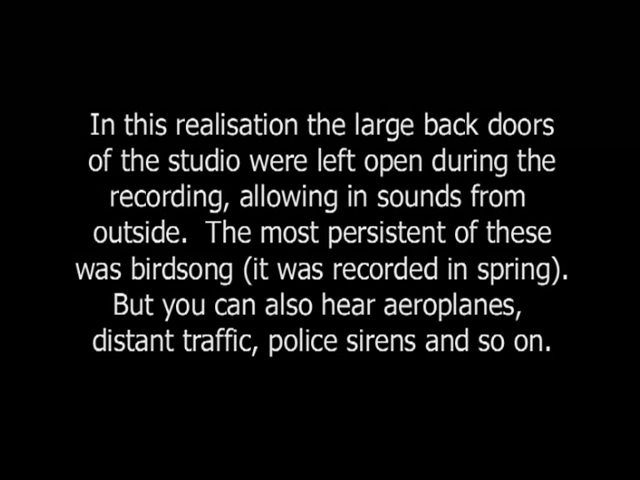 In this realisation the large back doors
of the studio were left open during the
recording, allowing in sounds from
outside.  The most persistent of these
was birdsong (it was recorded in spring).
But you can also hear aeroplanes,
distant traffic, police sirens and so on.